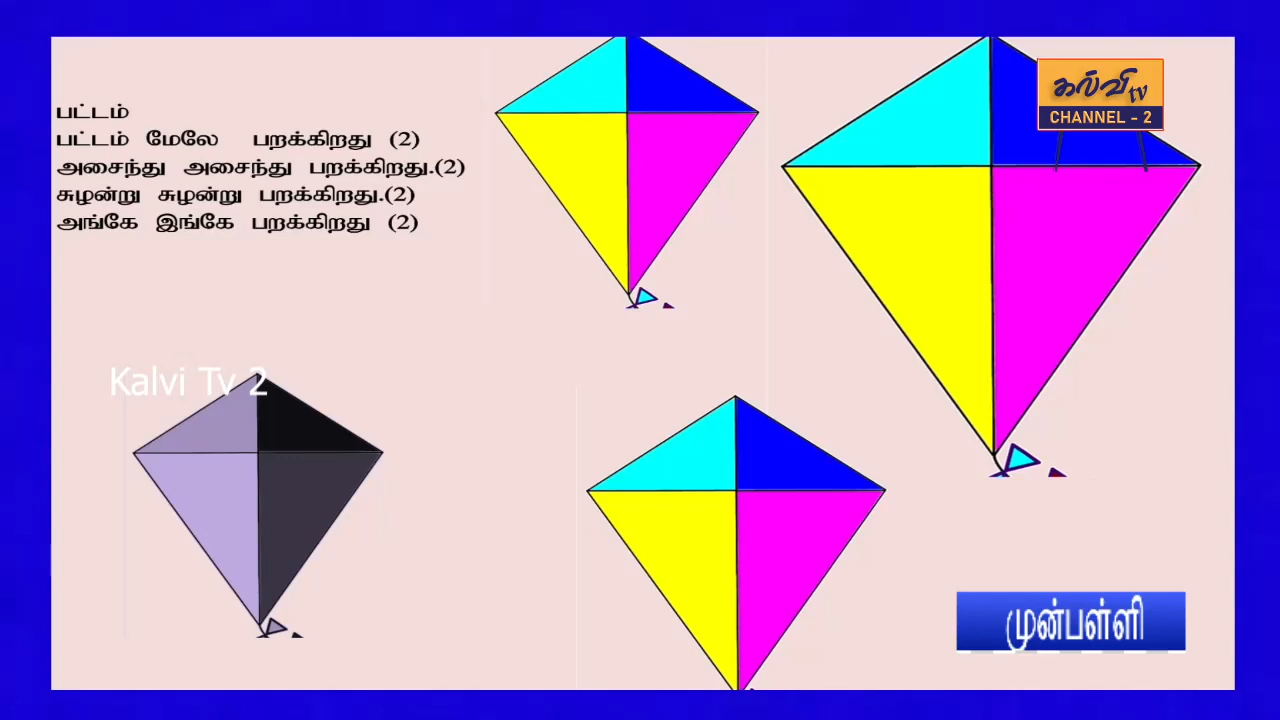 பட்டம்
பட்டம் மேலே பறக்கிறது (2)
அசைந்து அசைந்து பறக்கிறது.(2)
சுழன்று சுழன்று பறக்கிறது.(2)
அங்கே இங்கே பறக்கிறது (2)
கல்வி tv
CHANNEL - 2
Kalvi Tv 2
முன்பள்ளி